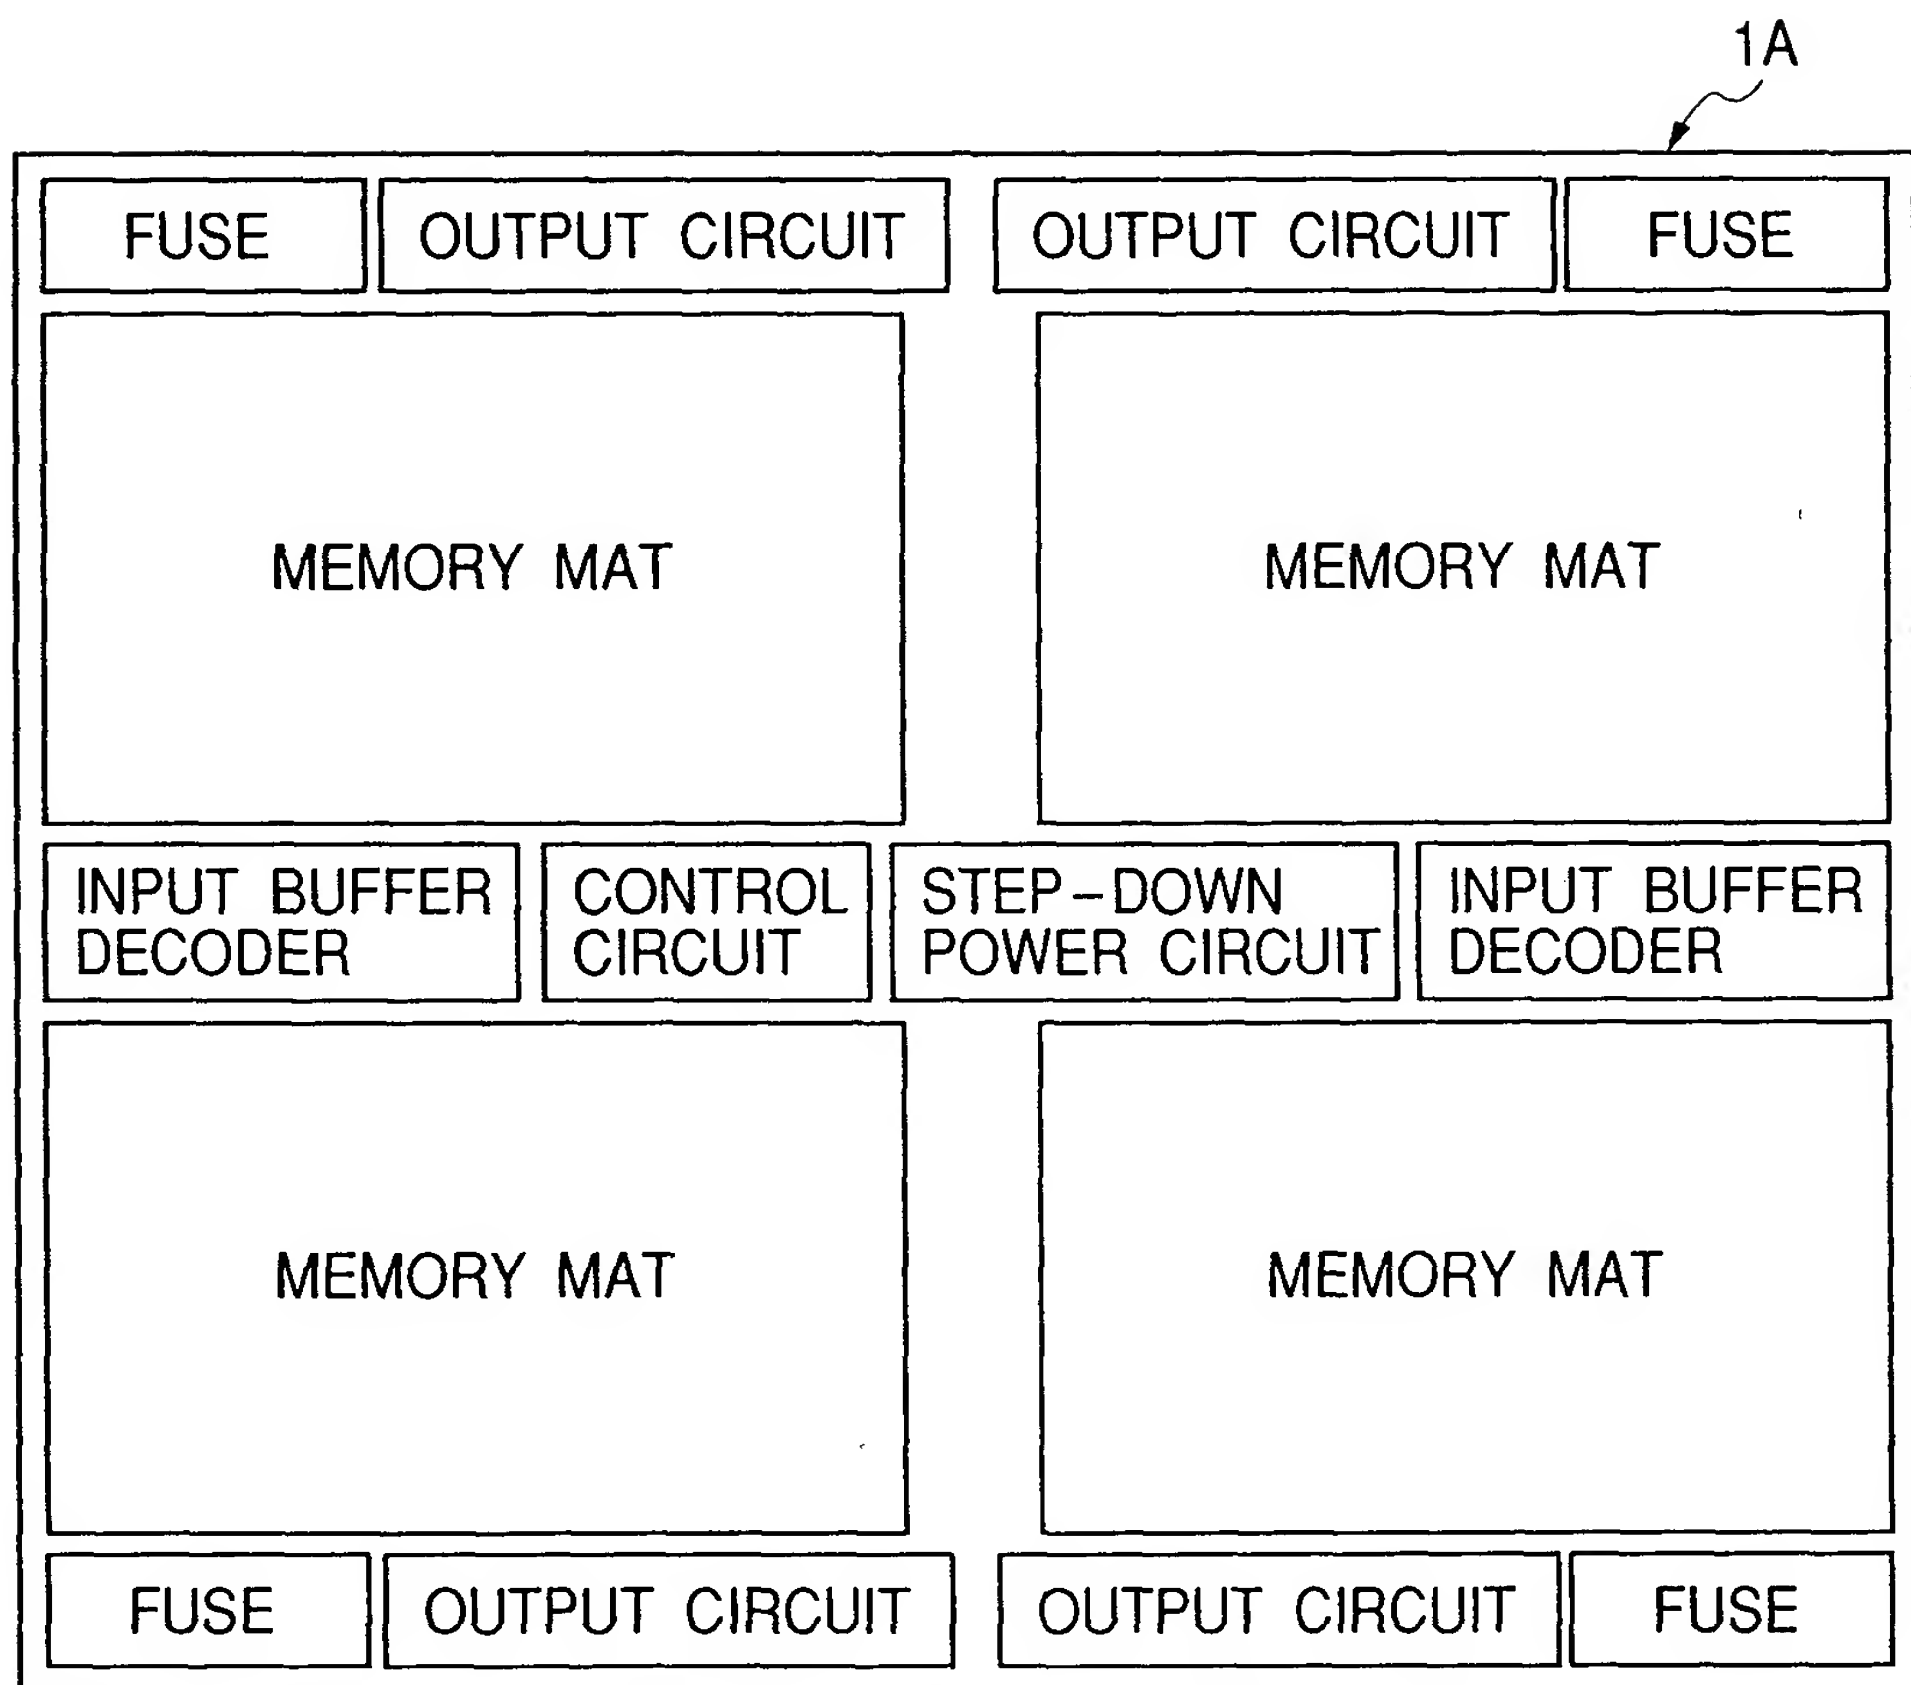 1A
FUSE
OUTPUT CIRCUIT
OUTPUT CIRCUIT
FUSE
MEMORY MAT
MEMORY MAT
INPUT BUFFER
DECODER
CONTROL
CIRCUIT
STEP-DOWN
POWER CIRCUIT
INPUT BUFFER
DECODER
MEMORY MAT
MEMORY MAT
FUSE
OUTPUT CIRCUIT
OUTPUT CIRCUIT
FUSE